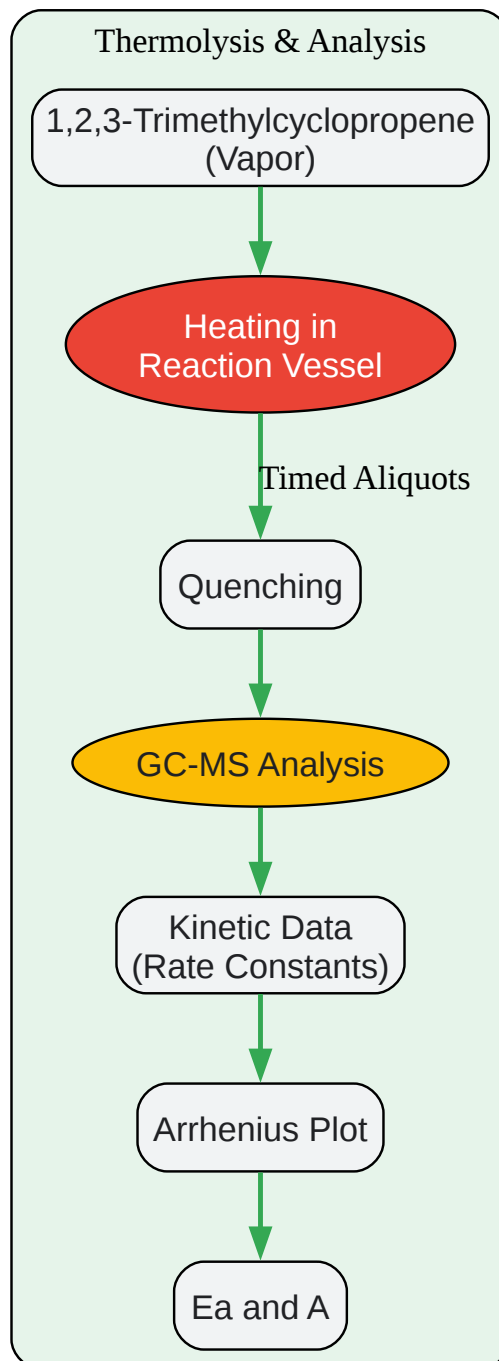 Thermolysis & Analysis
1,2,3-Trimethylcyclopropene
(Vapor)
Heating in
Reaction Vessel
Timed Aliquots
Quenching
GC-MS Analysis
Kinetic Data
(Rate Constants)
Arrhenius Plot
Ea and A